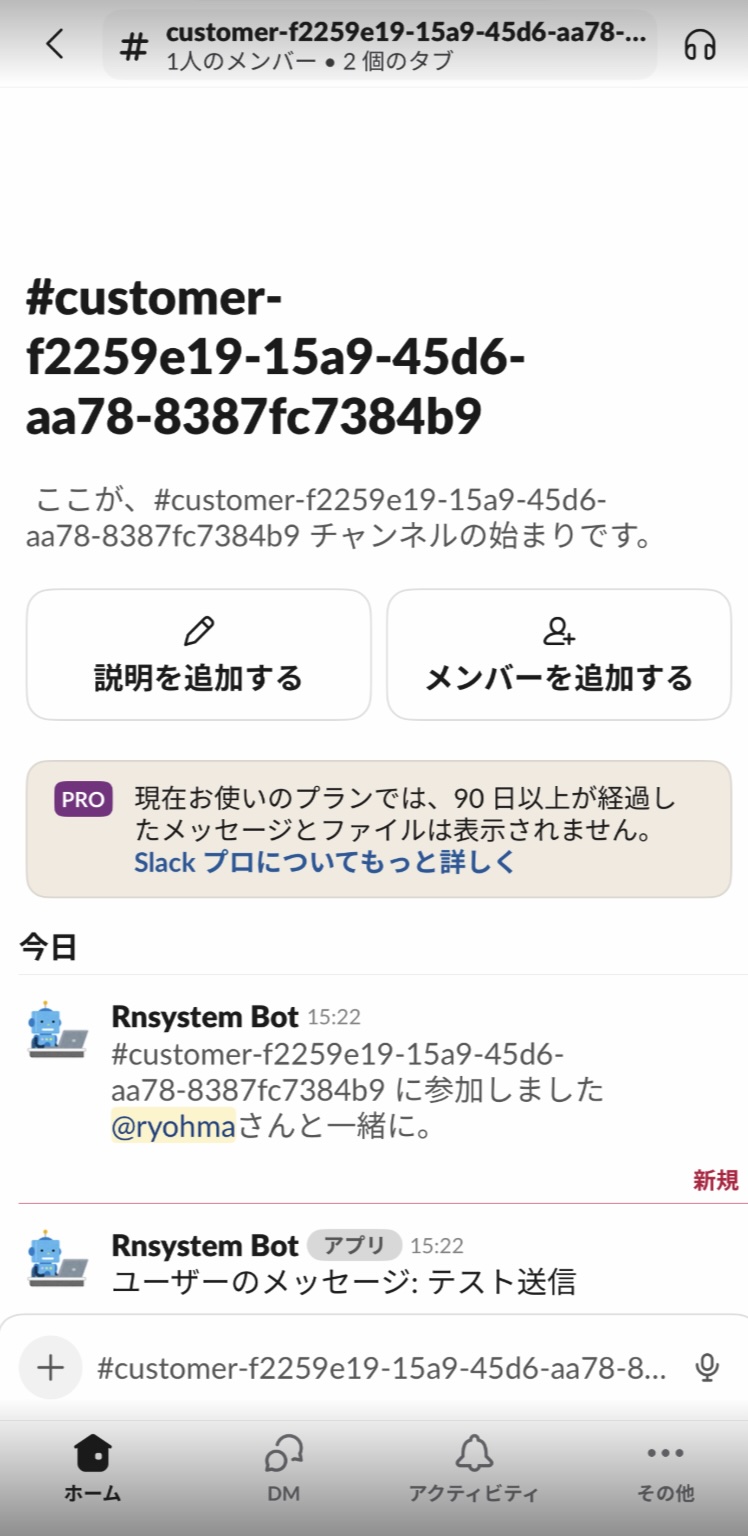 # customer-f2259e19-15a9-45d6-aa78-...
1人のメンバー • 2 個のタブ
#customer-
f2259e19-15a9-45d6-
aa78-8387fc7384b9
ここが、#customer-f2259e19-15a9-45d6-
aa78-8387fc7384b9 チャンネルの始まりです。
説明を追加する
メンバーを追加する
PRO 現在お使いのプランでは、90 日以上が経過し
たメッセージとファイルは表示されません。
Slack プロについてもっと詳しく
今日
Rnsystem Bot 15:22
#customer-f2259e19-15a9-45d6-
aa78-8387fc7384b9 に参加しました
@ryohmaさんと一緒に。
新規
Rnsystem Bot アプリ 15:22
ユーザーのメッセージ: テスト送信
#customer-f2259e19-15a9-45d6-aa78-8...
ホーム
DM
アクティビティ
その他